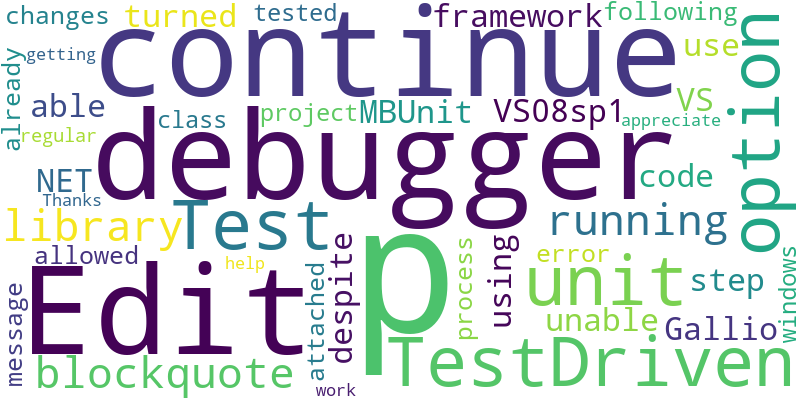 changes turned tested framework following
getting continue use option
already able class project MBUnit VS08sp1 VS
regular debugger appreciate
NET code
Thanks
library Test running
allowed despite p using process error
Edit help unit step windows
message attached unable Gallio
blockquote TestDriven
work